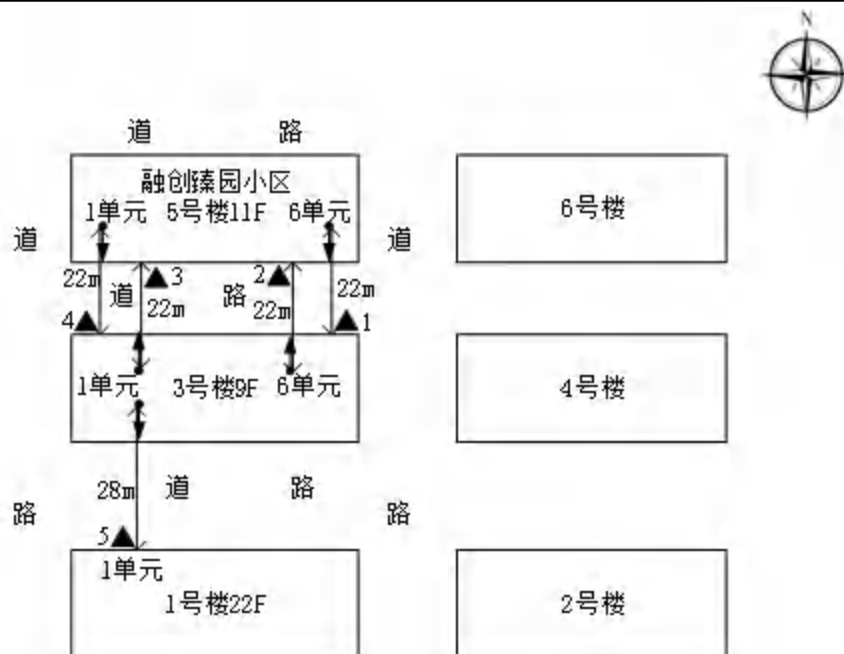 N
道 路
融创臻园小区
1单元 5号楼11F 6单元
6号楼
道 道
22m ▲3 2▲ 22m
道 路
22m 22m
4▲ ▲1
1单元 3号楼9F 6单元
4号楼
28m 道 路
路 路
5▲
1单元
1号楼22F
2号楼